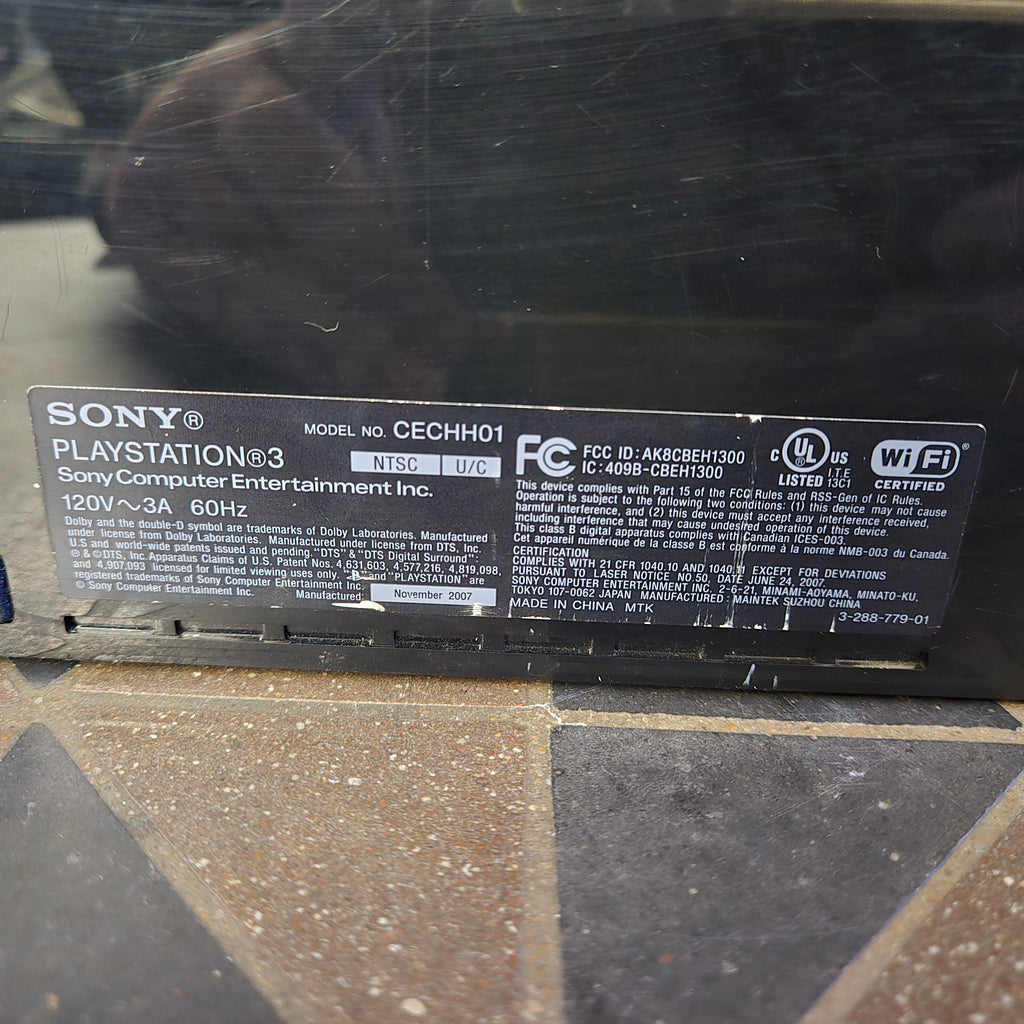 SONY®
PLAYSTATION®3
MODEL NO. CECHH01
NTSC U/C
Sony Computer Entertainment Inc.
120V～3A 60Hz
Dolby and the double-D symbol are trademarks of Dolby Laboratories. Manufactured
under license from Dolby Laboratories. Manufactured under license from DTS, Inc.
U.S and world-wide patents issued and pending. "DTS" & "DTS Digital Surround"
® & © DTS, Inc. Apparatus Claims of U.S. Patent Nos. 4,631,603, 4,577,216, 4,819,098,
and 4,907,093 licensed for limited viewing uses only. and "PLAYSTATION" are
registered trademarks of Sony Computer Entertainment Inc.
© Sony Computer Entertainment Inc.
Manufactured: November 2007
FC
FCC ID: AK8CBEH1300
IC: 409B-CBEH1300
C UL US
LISTED I.T.E. 13C1
Wi Fi ®
CERTIFIED
This device complies with Part 15 of the FCC Rules and RSS-Gen of IC Rules.
Operation is subject to the following two conditions: (1) this device may not cause
harmful interference, and (2) this device must accept any interference received,
including interference that may cause undesired operation of this device.
This class B digital apparatus complies with Canadian ICES-003.
Cet appareil numérique de la classe B est conforme à la norme NMB-003 du Canada.
CERTIFICATION
COMPLIES WITH 21 CFR 1040.10 AND 1040. EXCEPT FOR DEVIATIONS
PURSUANT TO LASER NOTICE NO.50, DATE JUNE 24, 2007.
SONY COMPUTER ENTERTAINMENT INC. 2-6-21, MINAMI-AOYAMA, MINATO-KU,
TOKYO 107-0062 JAPAN MANUFACTURED: MAINTEK SUZHOU CHINA
MADE IN CHINA MTK
3-288-779-01